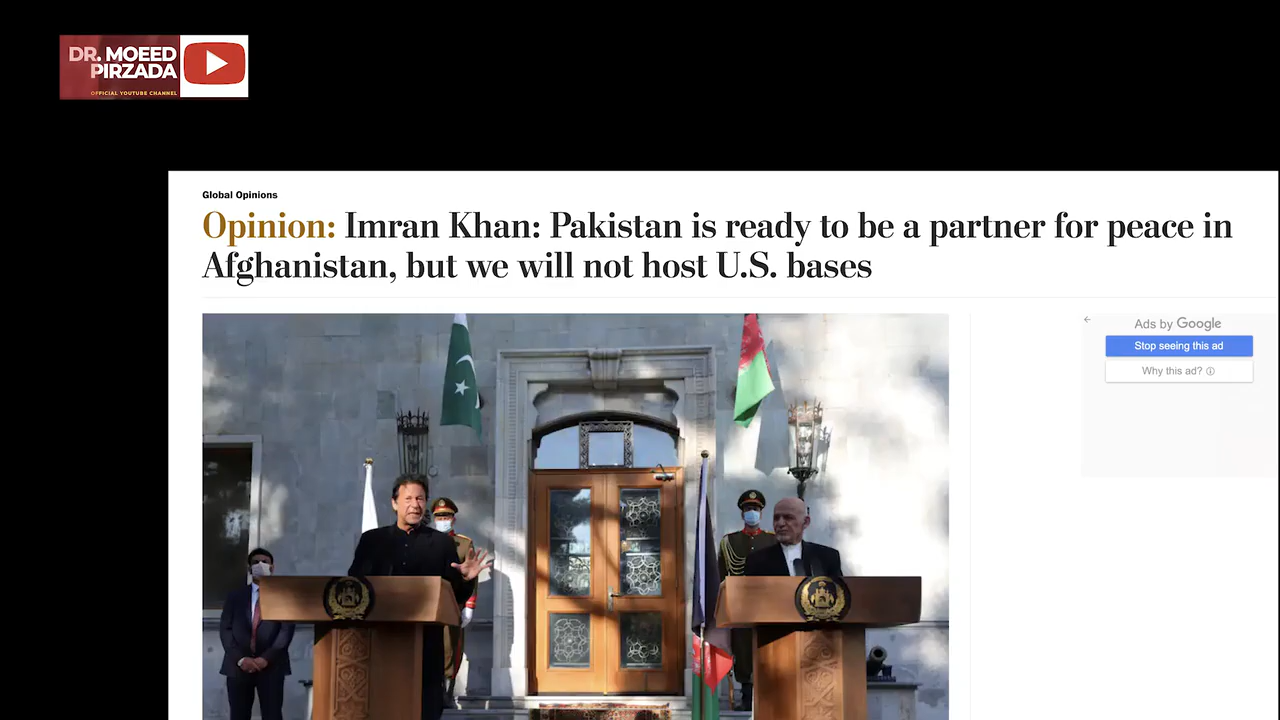 DR. MOEED
PIRZADA
OFFICIAL YOUTUBE CHANNEL
Global Opinions
Opinion: Imran Khan: Pakistan is ready to be a partner for peace in
Afghanistan, but we will not host U.S. bases
Ads by Google
Stop seeing this ad
Why this ad?